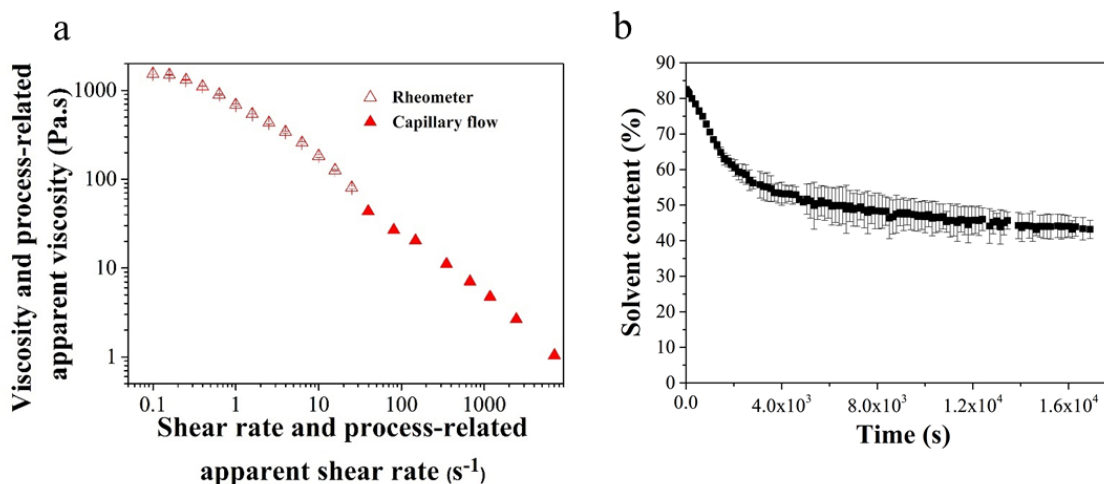 a
Viscosity and process-related
apparent viscosity (Pa.s)
1000
100
10
1
Rheometer
Capillary flow
0.1 1 10 100 1000
Shear rate and process-related
apparent shear rate (s⁻¹)
b
Solvent content (%)
90
80
70
60
50
40
30
20
10
0
0.0 4.0x10³ 8.0x10³ 1.2x10⁴ 1.6x10⁴
Time (s)